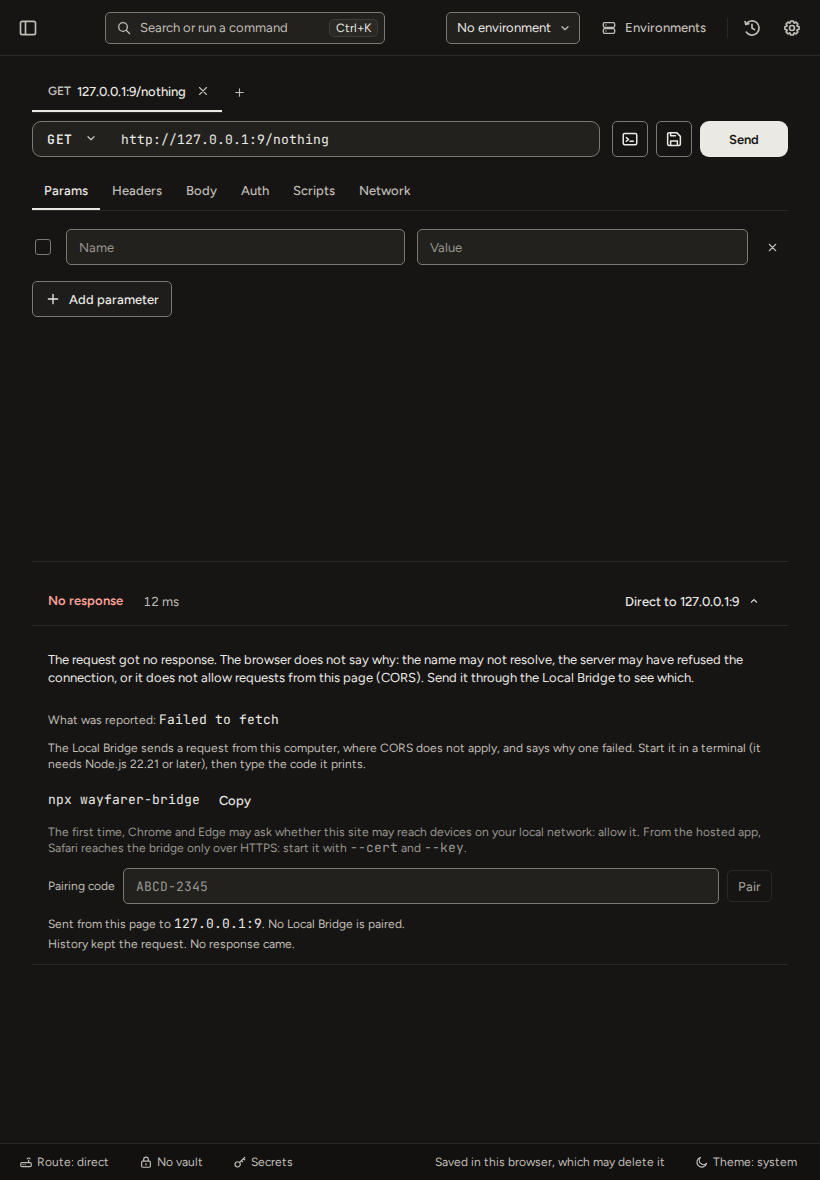 Search or run a command Ctrl+K No environment Environments
GET 127.0.0.1:9/nothing
GET http://127.0.0.1:9/nothing Send
Params Headers Body Auth Scripts Network
Name Value
Add parameter
No response 12 ms Direct to 127.0.0.1:9
The request got no response. The browser does not say why: the name may not resolve, the server may have refused the
connection, or it does not allow requests from this page (CORS). Send it through the Local Bridge to see which.
What was reported: Failed to fetch
The Local Bridge sends a request from this computer, where CORS does not apply, and says why one failed. Start it in a terminal (it
needs Node.js 22.21 or later), then type the code it prints.
npx wayfarer-bridge Copy
The first time, Chrome and Edge may ask whether this site may reach devices on your local network: allow it. From the hosted app,
Safari reaches the bridge only over HTTPS: start it with --cert and --key.
Pairing code ABCD-2345 Pair
Sent from this page to 127.0.0.1:9. No Local Bridge is paired.
History kept the request. No response came.
Route: direct No vault Secrets Saved in this browser, which may delete it Theme: system